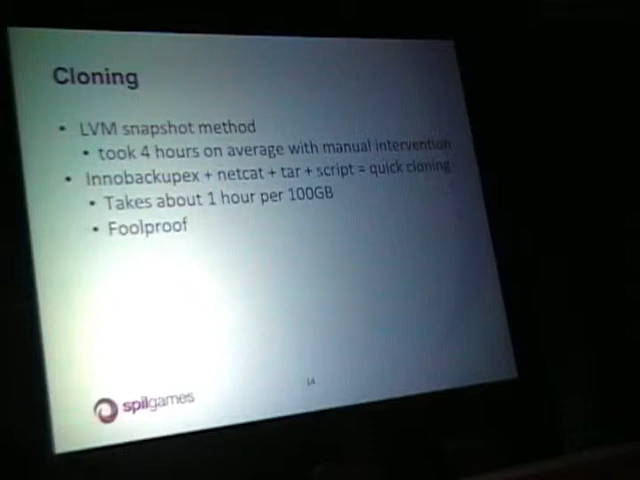 Cloning
• LVM snapshot method
• took 4 hours on average with manual intervention
• Innobackupex + netcat + tar + script = quick cloning
• Takes about 1 hour per 100GB
• Foolproof
14
spilgames